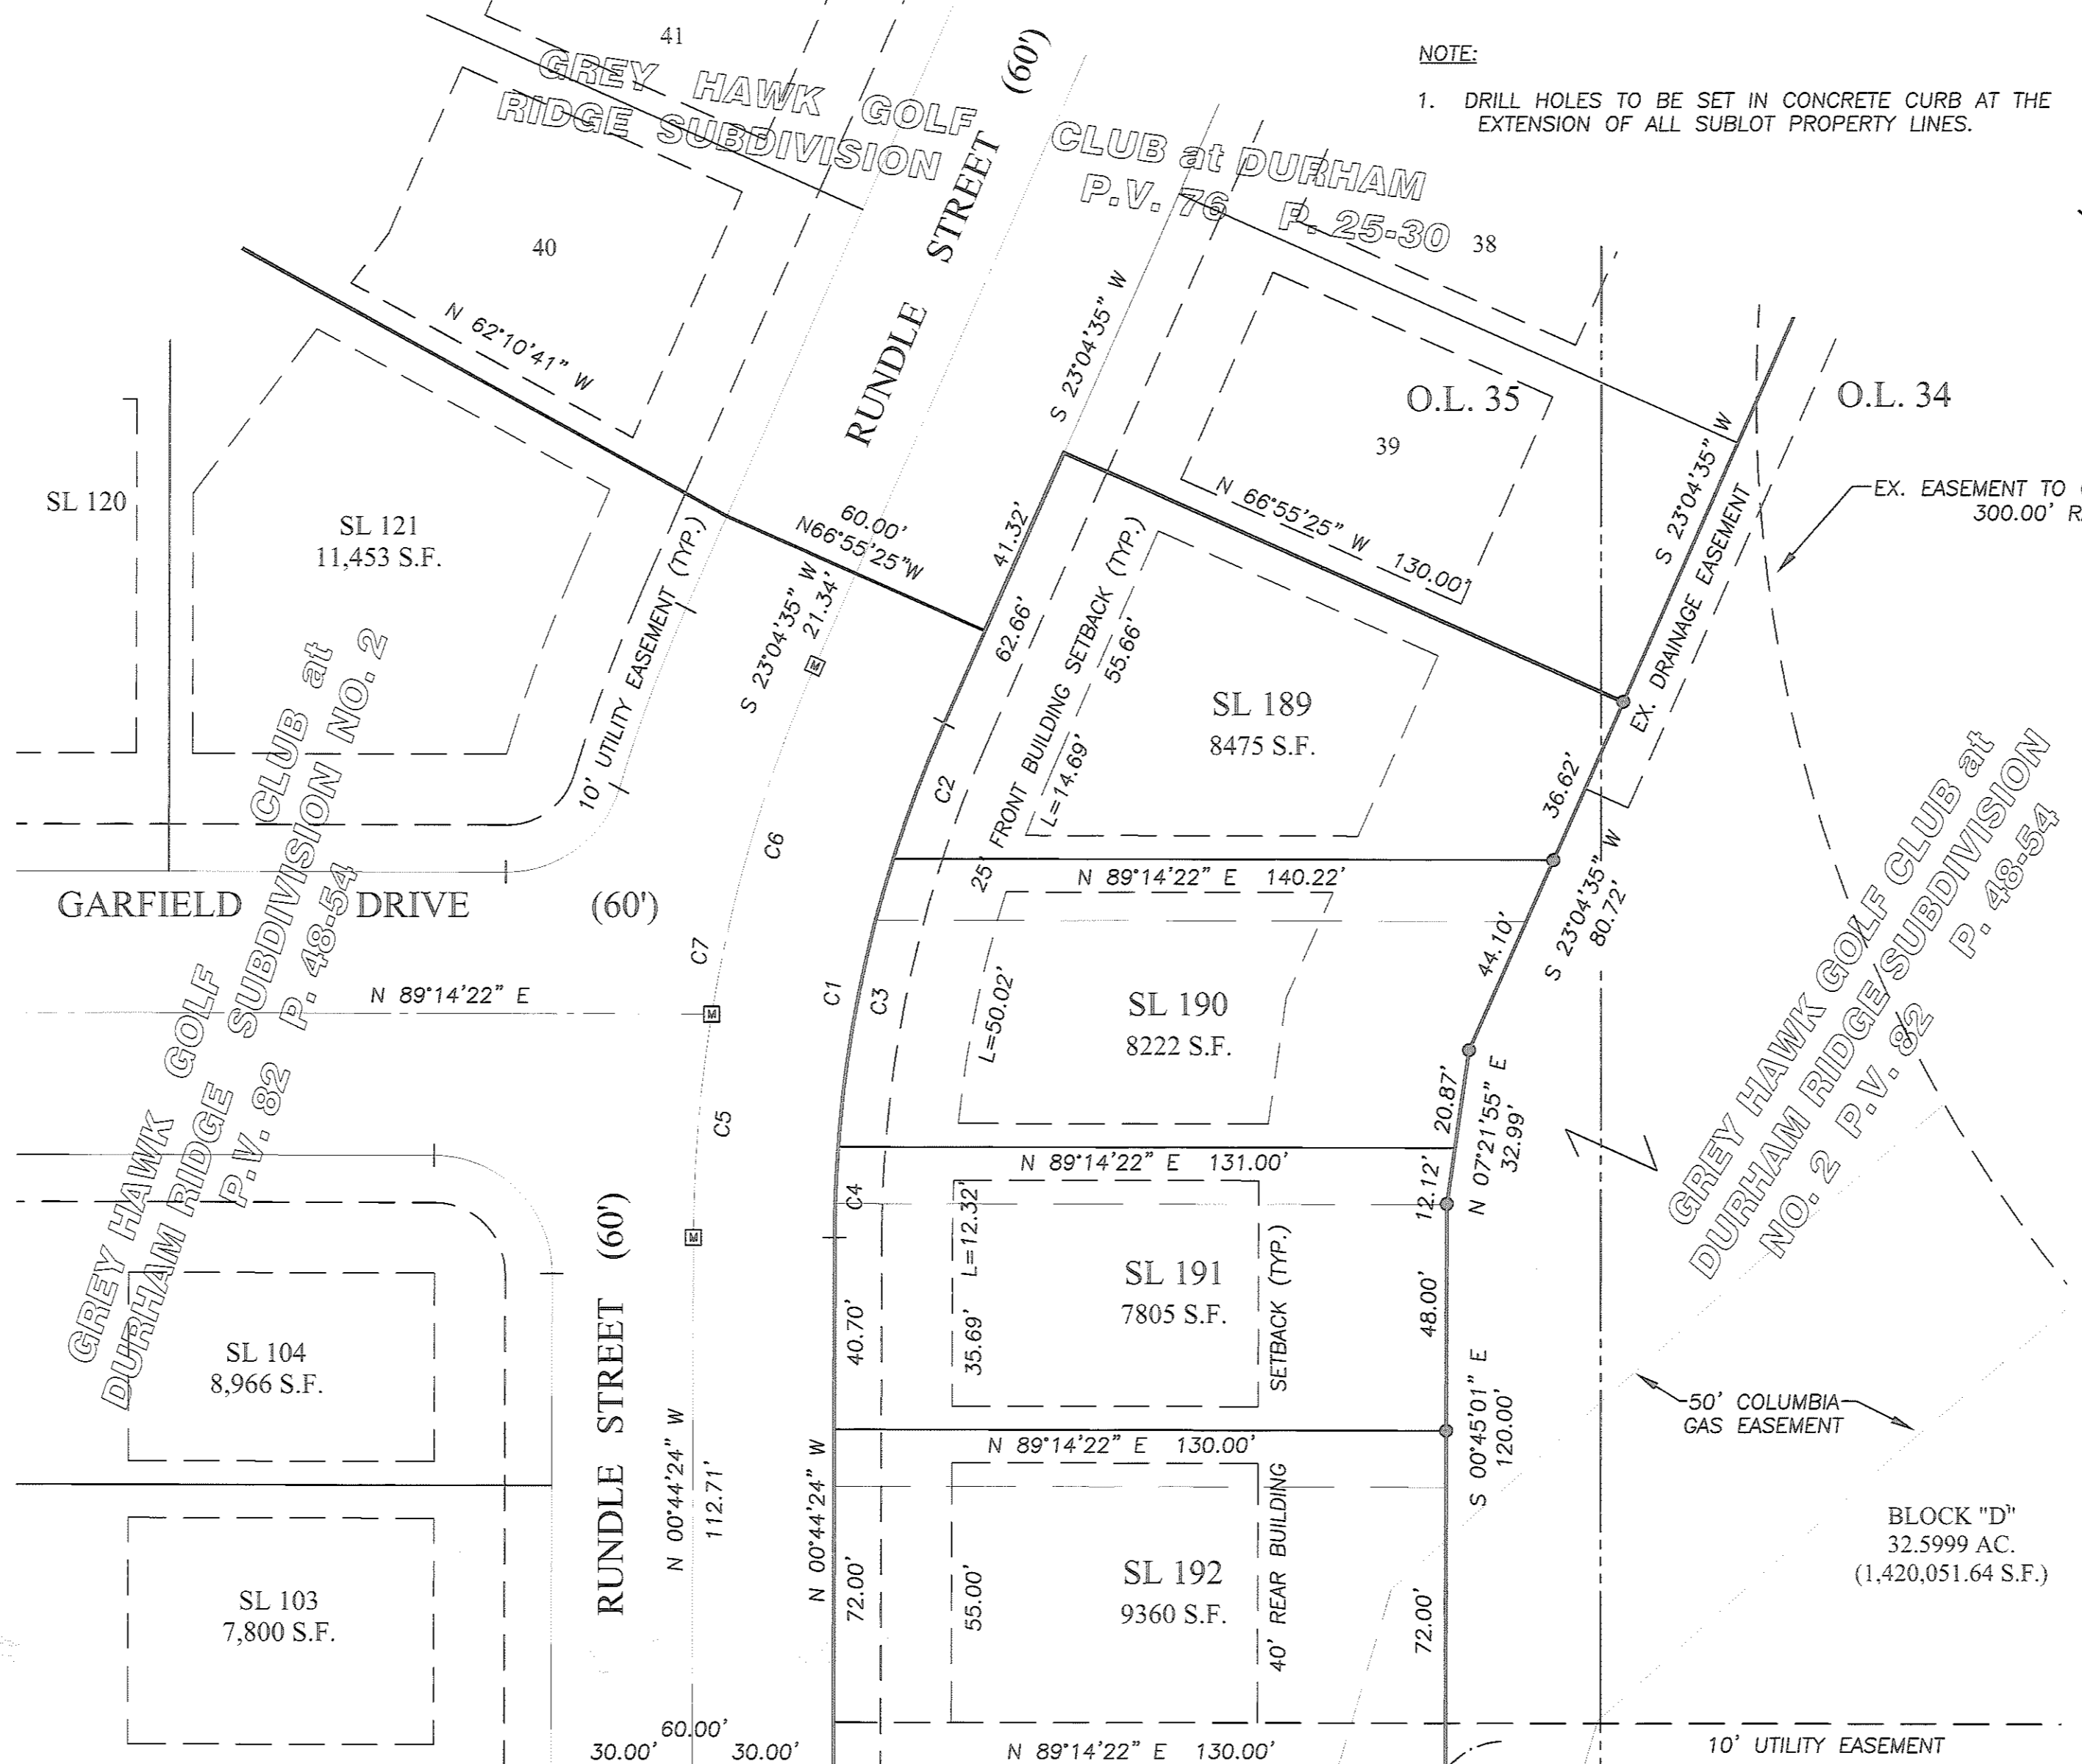 NOTE:
1. DRILL HOLES TO BE SET IN CONCRETE CURB AT THE
EXTENSION OF ALL SUBLOT PROPERTY LINES.
41
GREY HAWK GOLF CLUB at DURHAM
RIDGE SUBDIVISION P.V. 76 P. 25-30
40
38
39
O.L. 35
O.L. 34
RUNDLE STREET (60')
N 62°10'41" W
S 23°04'35" W
N 66°55'25" W 130.00'
S 23°04'35" W
EX. DRAINAGE EASEMENT
EX. EASEMENT TO
300.00'
SL 120
SL 121
11,453 S.F.
10' UTILITY EASEMENT (TYP.)
60.00'
N66°55'25"W
S 23°04'35" W
21.34'
41.32'
62.66'
25' FRONT BUILDING SETBACK (TYP.)
55.66'
L=14.69'
SL 189
8475 S.F.
36.62'
C2
C6
N 89°14'22" E 140.22'
GARFIELD DRIVE (60')
GREY HAWK GOLF CLUB at
DURHAM RIDGE SUBDIVISION NO. 2
P.V. 82 P. 48-54
N 89°14'22" E
C7
C1
C3
L=50.02'
SL 190
8222 S.F.
44.10'
S 23°04'35" W
80.72'
GREY HAWK GOLF CLUB at
DURHAM RIDGE/SUBDIVISION
NO. 2 P.V. 82 P. 48-54
M
M
M
C5
20.87'
N 07°21'55" E
32.99'
N 89°14'22" E 131.00'
12.12'
C4
L=12.32'
35.69'
SL 191
7805 S.F.
SETBACK (TYP.)
40.70'
48.00'
S 00°45'01" E
120.00'
50' COLUMBIA
GAS EASEMENT
SL 104
8,966 S.F.
RUNDLE STREET (60')
N 00°44'24" W
112.71'
N 00°44'24" W
72.00'
N 89°14'22" E 130.00'
55.00'
SL 192
9360 S.F.
40' REAR BUILDING
72.00'
BLOCK "D"
32.5999 AC.
(1,420,051.64 S.F.)
SL 103
7,800 S.F.
60.00'
30.00' 30.00'
N 89°14'22" E 130.00'
10' UTILITY EASEMENT